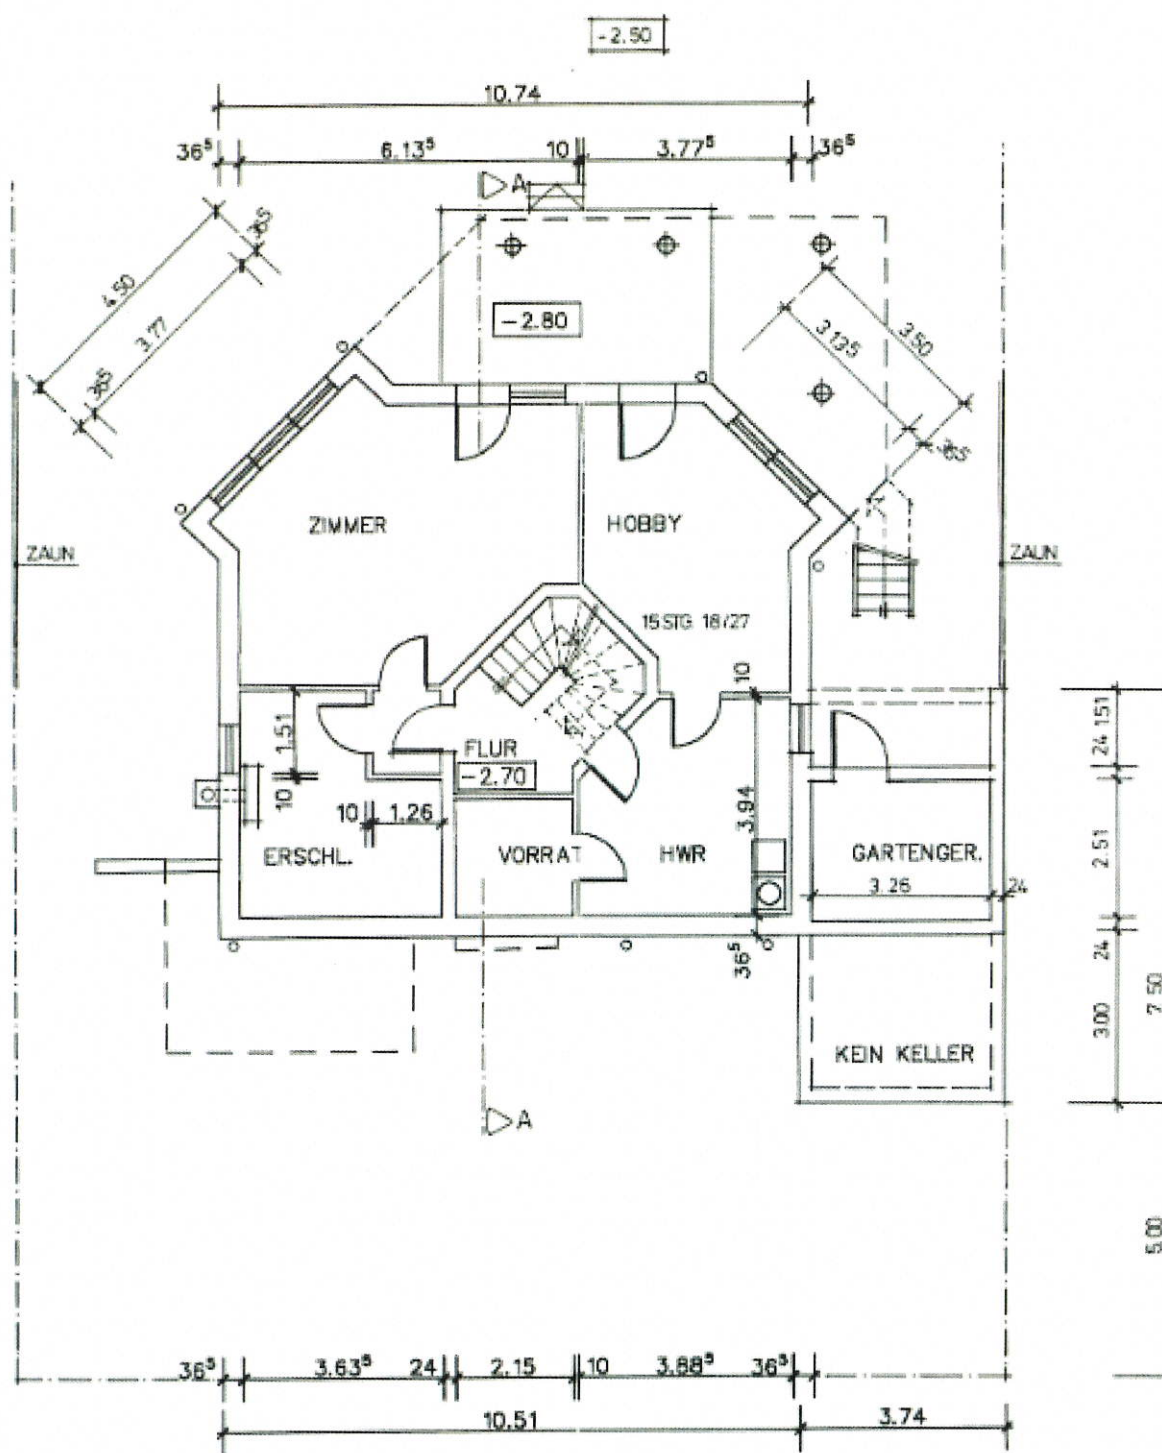 -2.50
10.74
36⁵ 6.13⁵ 10 3.77⁵ 36⁵
A
4.50
365
3.77
365
-2.80
3.50
3.135
365
ZIMMER
HOBBY
ZAUN
ZAUN
15 STG. 18/27
10
1.51
FLUR
-2.70
24 1.51
10
10 1.26
3.94
2.51
ERSCHL.
VORRAT
HWR
GARTENGER.
3.26
24
36⁵
24
3.00
7.50
KEIN KELLER
A
5.00
36⁵ 3.63⁵ 24 2.15 10 3.88⁵ 36⁵
10.51
3.74